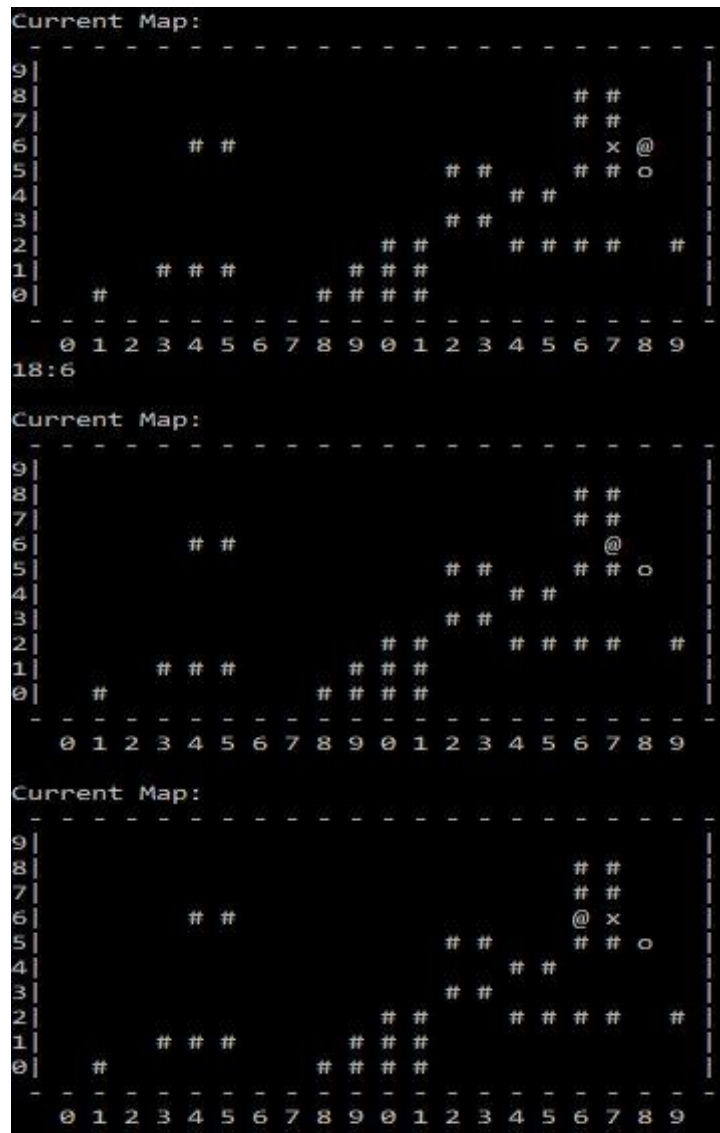 Current Map:
 - - - - - - - - - - - - - - - - - - - - - -
9|                                         |
8|                                 # #     |
7|                                 # #     |
6|         # #                       x @   |
5|                         # #     # # o   |
4|                             # #         |
3|                         # #             |
2|                     # #     # # # #   # |
1|       # # #       # # #                 |
0|   #             # # # #                 |
 - - - - - - - - - - - - - - - - - - - - - -
   0 1 2 3 4 5 6 7 8 9 0 1 2 3 4 5 6 7 8 9
18:6
Current Map:
 - - - - - - - - - - - - - - - - - - - - - -
9|                                         |
8|                                 # #     |
7|                                 # #     |
6|         # #                       @     |
5|                         # #     # # o   |
4|                             # #         |
3|                         # #             |
2|                     # #     # # # #   # |
1|       # # #       # # #                 |
0|   #             # # # #                 |
 - - - - - - - - - - - - - - - - - - - - - -
   0 1 2 3 4 5 6 7 8 9 0 1 2 3 4 5 6 7 8 9
Current Map:
 - - - - - - - - - - - - - - - - - - - - - -
9|                                         |
8|                                 # #     |
7|                                 # #     |
6|         # #                     @ x     |
5|                         # #     # # o   |
4|                             # #         |
3|                         # #             |
2|                     # #     # # # #   # |
1|       # # #       # # #                 |
0|   #             # # # #                 |
 - - - - - - - - - - - - - - - - - - - - - -
   0 1 2 3 4 5 6 7 8 9 0 1 2 3 4 5 6 7 8 9